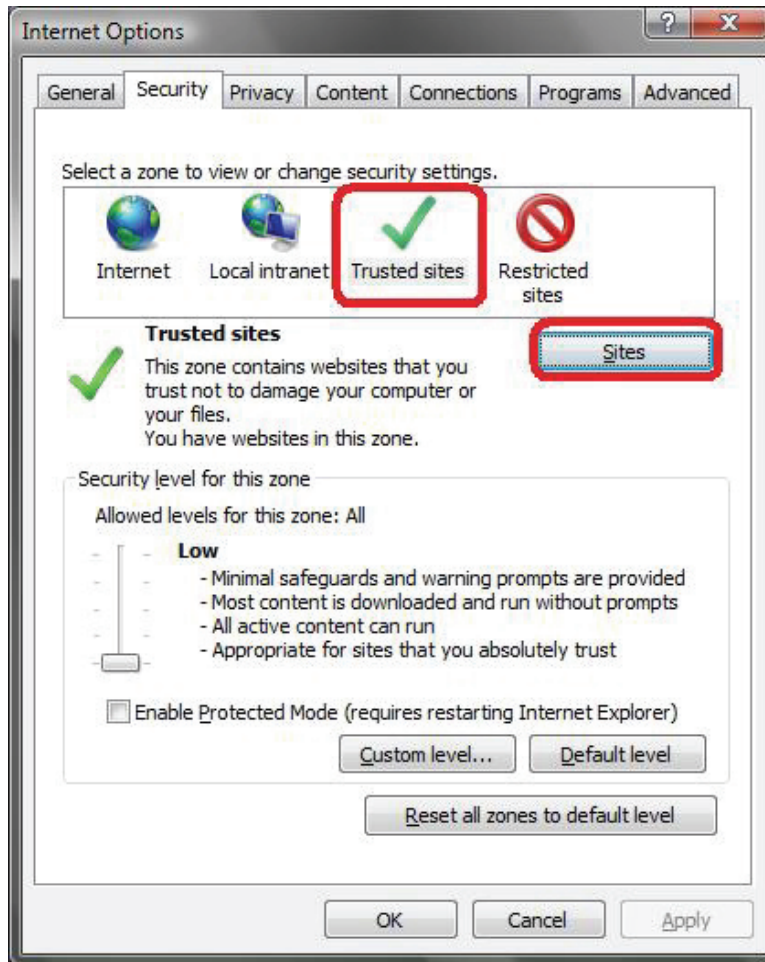 Internet Options
?
X
General Security Privacy Content Connections Programs Advanced
Select a zone to view or change security settings.
Internet Local intranet Trusted sites Restricted sites
Trusted sites
Sites
This zone contains websites that you
trust not to damage your computer or
your files.
You have websites in this zone.
Security level for this zone
Allowed levels for this zone: All
Low
- Minimal safeguards and warning prompts are provided
- Most content is downloaded and run without prompts
- All active content can run
- Appropriate for sites that you absolutely trust
Enable Protected Mode (requires restarting Internet Explorer)
Custom level... Default level
Reset all zones to default level
OK Cancel Apply